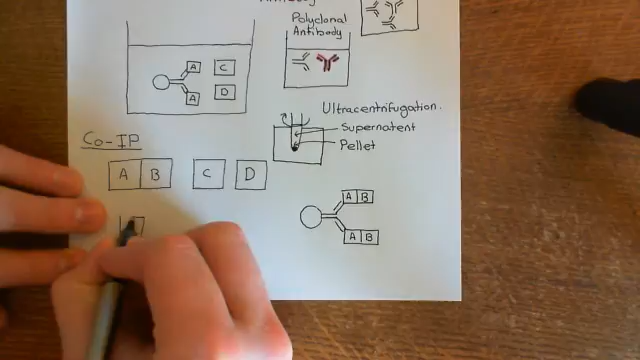 Polyclonal
Antibody
A
C
A
D
Ultracentrifugation.
Supernatent
Pellet
Co-IP
A B C D
A B
A B